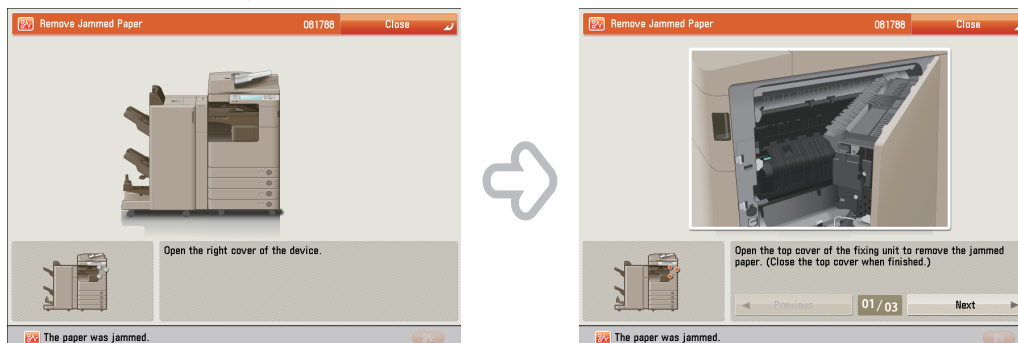 Remove Jammed Paper 081788 Close
Open the right cover of the device.
The paper was jammed.
Remove Jammed Paper 081788 Close
Open the top cover of the fixing unit to remove the jammed
paper. (Close the top cover when finished.)
Previous 01/03 Next
The paper was jammed.